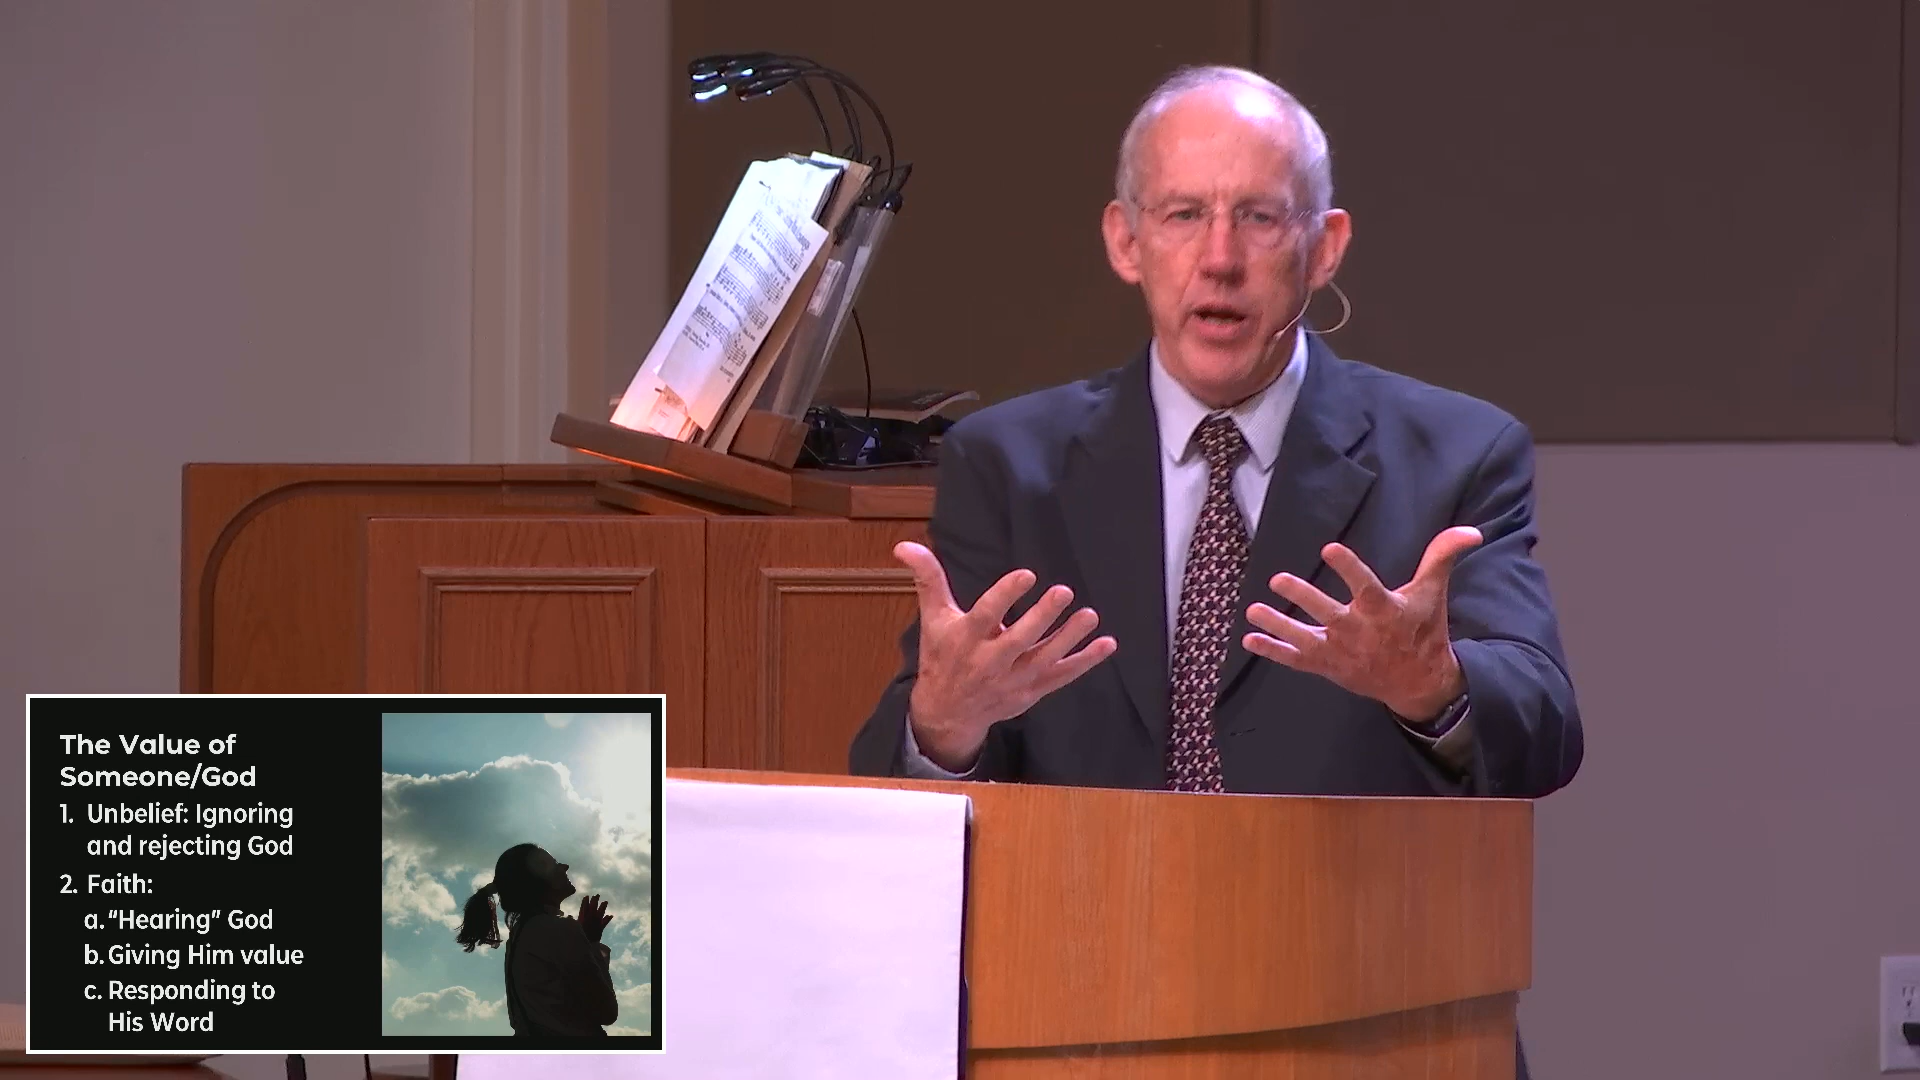 The Value of
Someone/God
1. Unbelief: Ignoring
and rejecting God
2. Faith:
a. "Hearing" God
b. Giving Him value
c. Responding to
His Word